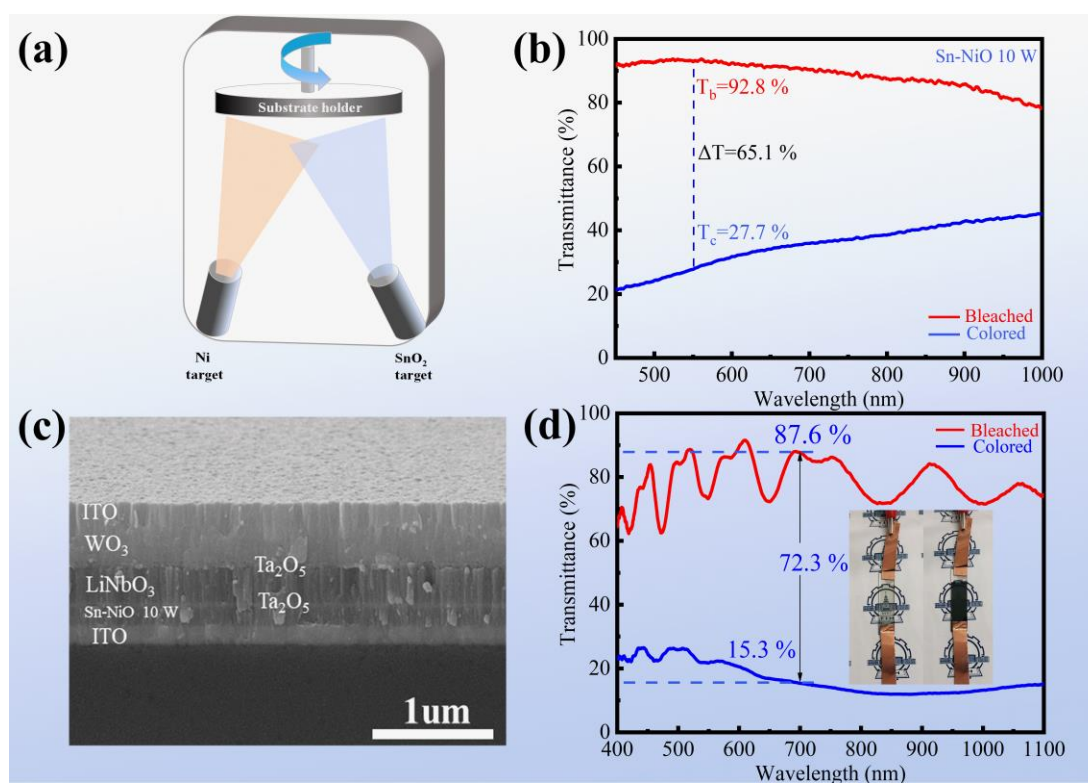 (a)
Substrate holder
Ni
target
SnO₂
target
(b)
Transmittance (%)
100
80
60
40
20
0
Sn-NiO 10 W
T_b=92.8 %
ΔT=65.1 %
T_c=27.7 %
Bleached
Colored
500 600 700 800 900 1000
Wavelength (nm)
(c)
ITO
WO₃
Ta₂O₅
LiNbO₃
Ta₂O₅
Sn-NiO 10 W
ITO
1um
(d)
Transmittance (%)
100
80
60
40
20
0
87.6 %
Bleached
Colored
72.3 %
15.3 %
400 500 600 700 800 900 1000 1100
Wavelength (nm)